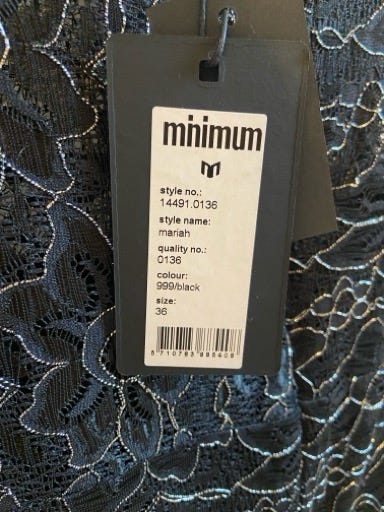 minimum
style no.:
14491.0136
style name:
mariah
quality no.:
0136
colour:
999/black
size:
36